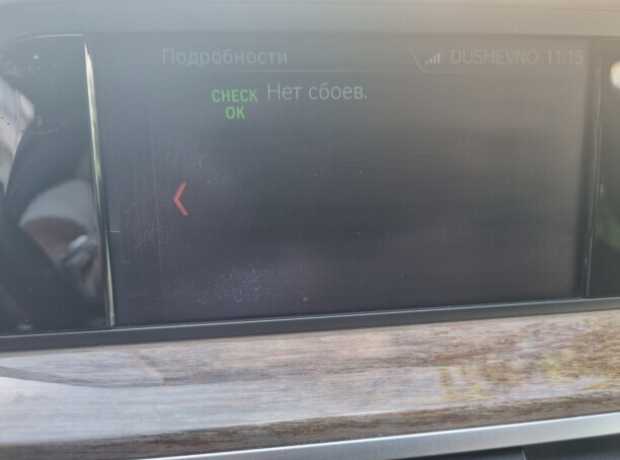 Подробности DUSHEVNO 11:15
CHECK OK Нет сбоев.